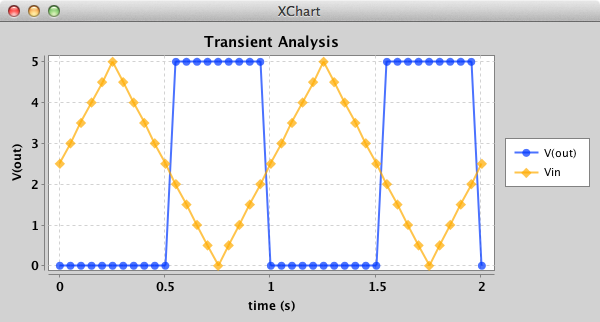 XChart
Transient Analysis
V(out)
5
4
3
2
1
0
0 0.5 1 1.5 2
time (s)
V(out)
Vin